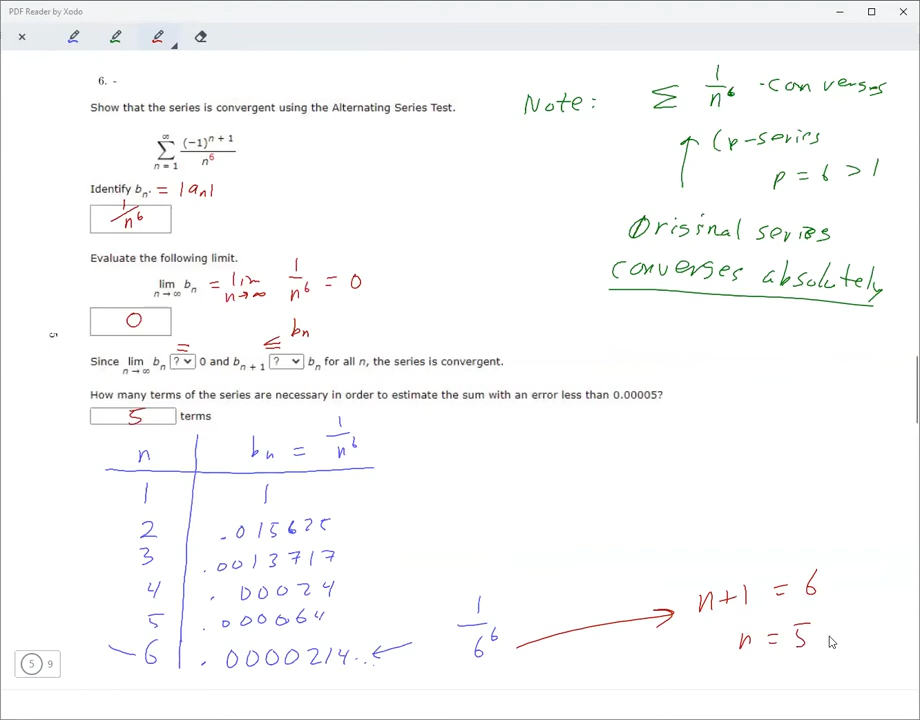 PDF Reader by Xodo
6. -
Show that the series is convergent using the Alternating Series Test.
∞
∑ (-1)^(n + 1) / n^6
n = 1
Identify b_n. = |a_n|
1/n^6
Evaluate the following limit.
lim n→∞ b_n = lim n→∞ 1/n^6 = 0
0
= ≤ b_n
Since lim n→∞ b_n ? 0 and b_(n + 1) ? b_n for all n, the series is convergent.
How many terms of the series are necessary in order to estimate the sum with an error less than 0.00005?
5 terms
n b_n = 1/n^6
1 1
2 .015625
3 .0013717
4 .00024
5 .000064
6 .0000214...
1/6^6
n+1 = 6
n = 5
Note: ∑ 1/n^6 - converges
(p-series
p = 6 > 1
Original series
converges absolutely
5
5 9